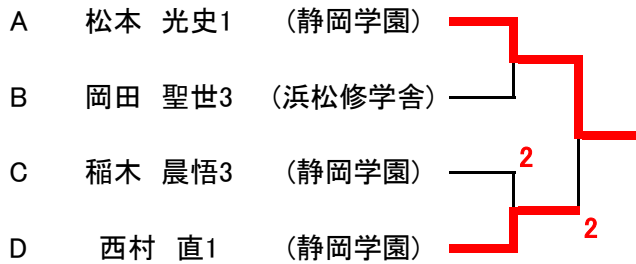 A 松本 光史1 (静岡学園)
B 岡田 聖世3 (浜松修学舎)
C 稲木 晨悟3 (静岡学園) 2
D 西村 直1 (静岡学園) 2